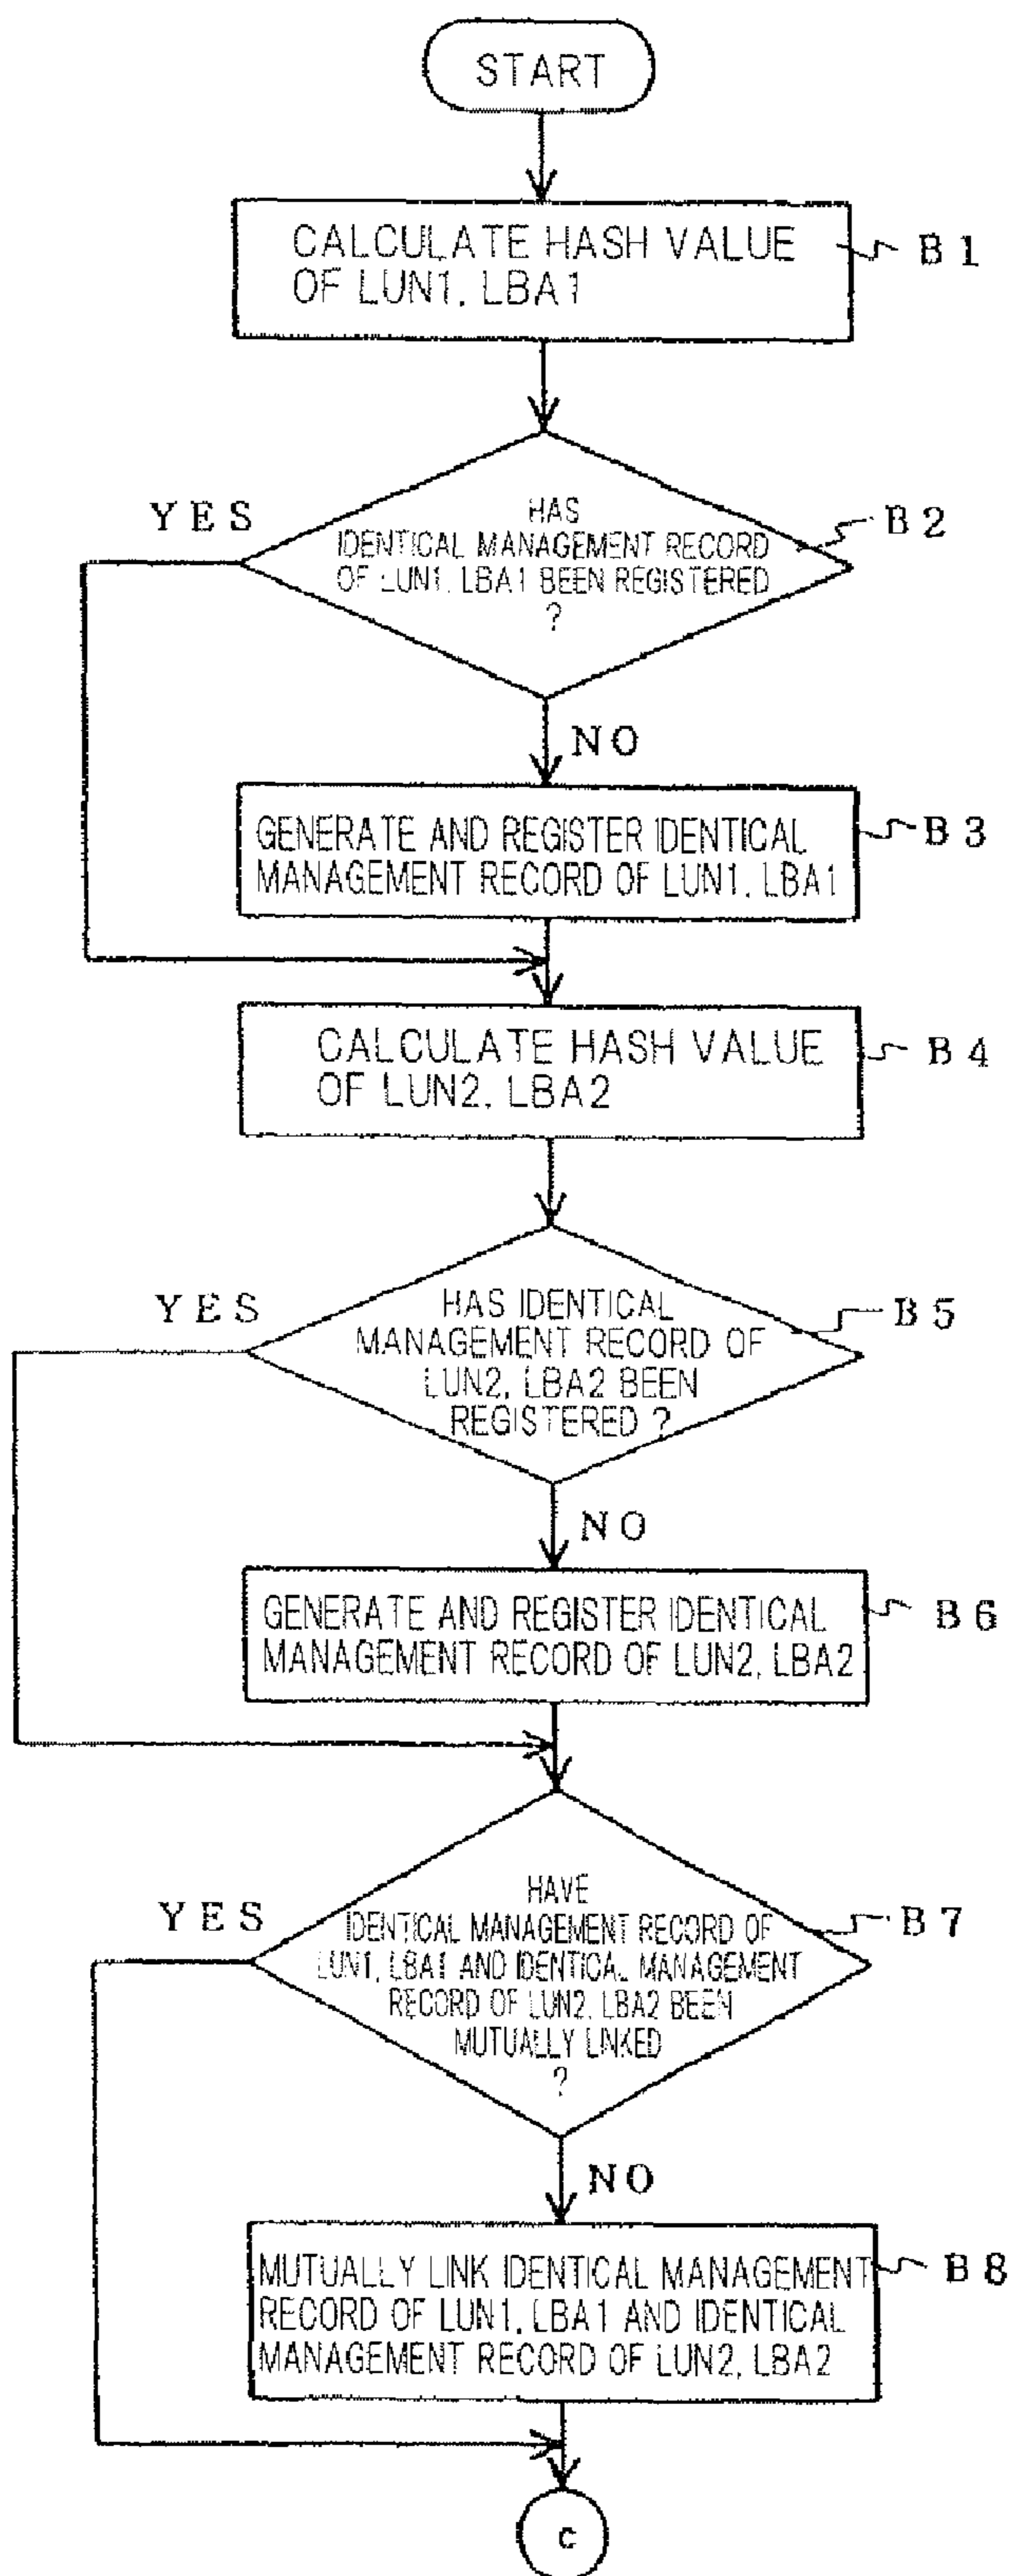 START
CALCULATE HASH VALUE
OF LUN1, LBA1
B1
YES
HAS
IDENTICAL MANAGEMENT RECORD
OF LUN1, LBA1 BEEN REGISTERED
?
B2
NO
GENERATE AND REGISTER IDENTICAL
MANAGEMENT RECORD OF LUN1, LBA1
B3
CALCULATE HASH VALUE
OF LUN2, LBA2
B4
YES
HAS IDENTICAL
MANAGEMENT RECORD OF
LUN2, LBA2 BEEN
REGISTERED ?
B5
NO
GENERATE AND REGISTER IDENTICAL
MANAGEMENT RECORD OF LUN2, LBA2
B6
YES
HAVE
IDENTICAL MANAGEMENT RECORD OF
LUN1, LBA1 AND IDENTICAL MANAGEMENT
RECORD OF LUN2, LBA2 BEEN
MUTUALLY LINKED
?
B7
NO
MUTUALLY LINK IDENTICAL MANAGEMENT
RECORD OF LUN1, LBA1 AND IDENTICAL
MANAGEMENT RECORD OF LUN2, LBA2
B8
c